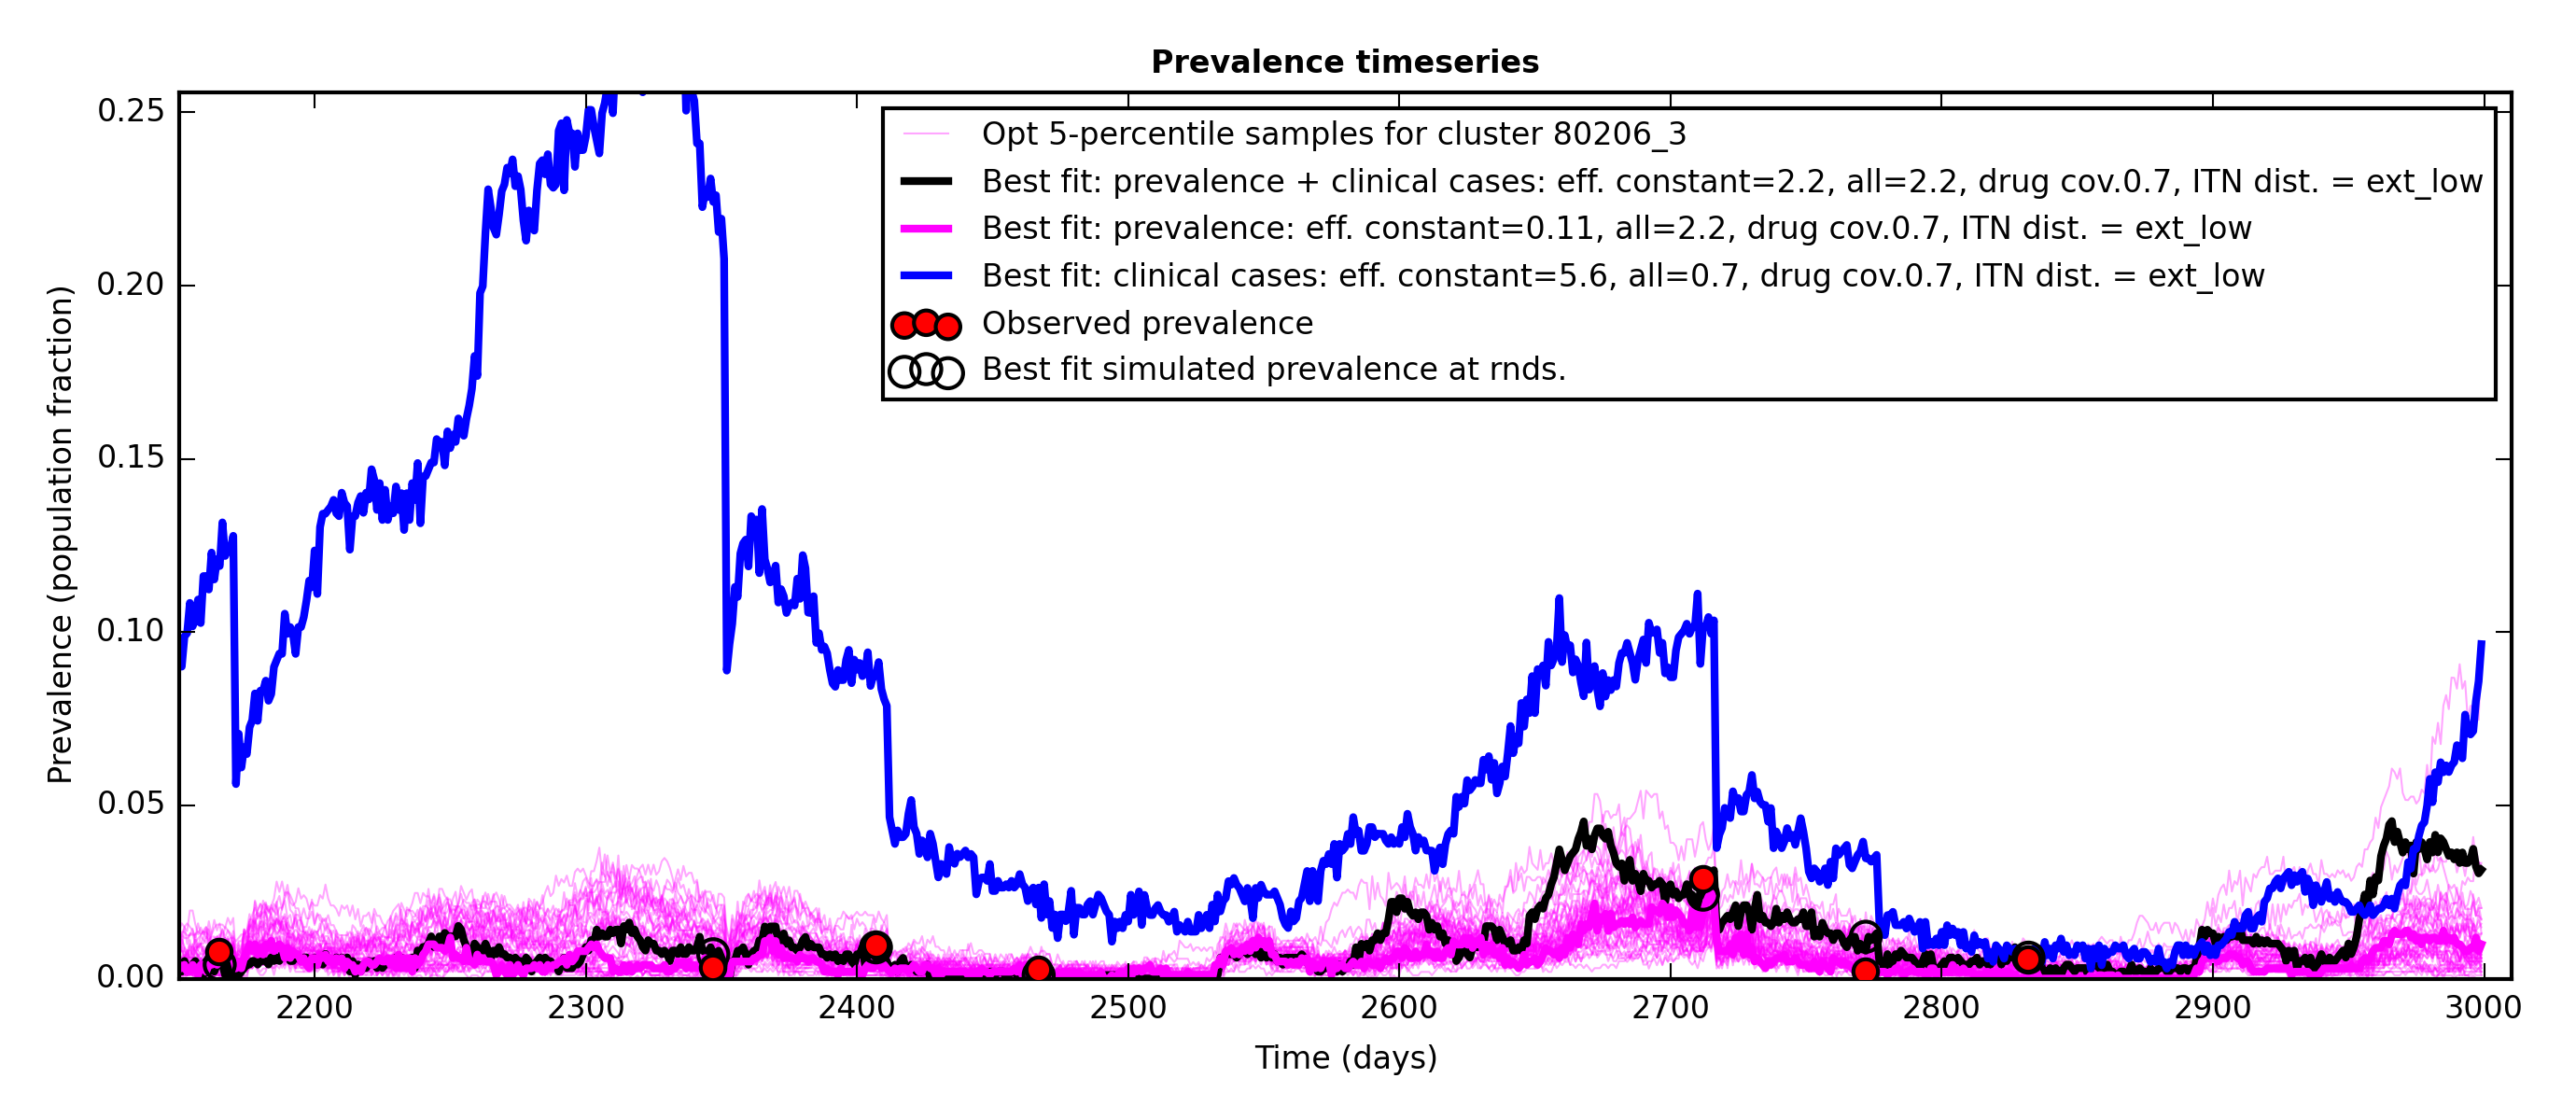 Prevalence timeseries
0.25
0.20
0.15
0.10
0.05
0.00
Prevalence (population fraction)
Opt 5-percentile samples for cluster 80206_3
Best fit: prevalence + clinical cases: eff. constant=2.2, all=2.2, drug cov.0.7, ITN dist. = ext_low
Best fit: prevalence: eff. constant=0.11, all=2.2, drug cov.0.7, ITN dist. = ext_low
Best fit: clinical cases: eff. constant=5.6, all=0.7, drug cov.0.7, ITN dist. = ext_low
Observed prevalence
Best fit simulated prevalence at rnds.
2200 2300 2400 2500 2600 2700 2800 2900 3000
Time (days)